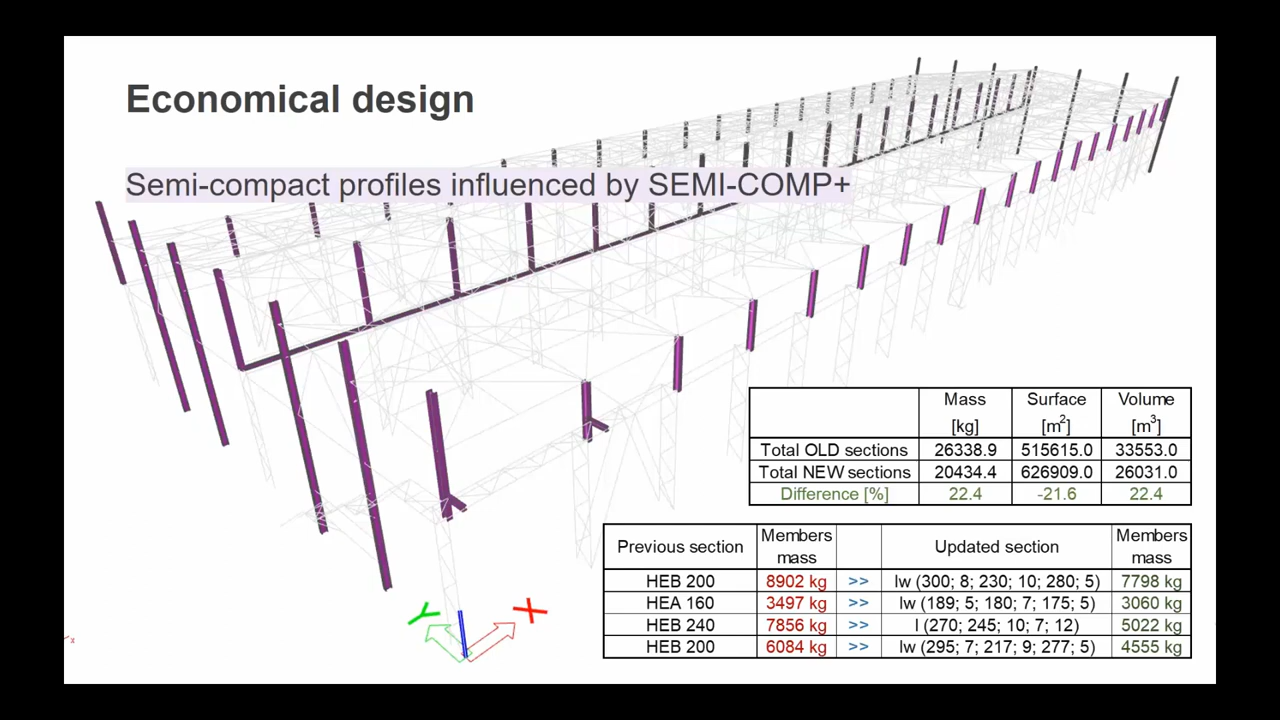 Economical design
Semi-compact profiles influenced by SEMI-COMP+
Mass Surface Volume
[kg] [m²] [m³]
Total OLD sections 26338.9 515615.0 33553.0
Total NEW sections 20434.4 626909.0 26031.0
Difference [%] 22.4 -21.6 22.4
Previous section Members mass Updated section Members mass
HEB 200 8902 kg >> Iw (300; 8; 230; 10; 280; 5) 7798 kg
HEA 160 3497 kg >> Iw (189; 5; 180; 7; 175; 5) 3060 kg
HEB 240 7856 kg >> I (270; 245; 10; 7; 12) 5022 kg
HEB 200 6084 kg >> Iw (295; 7; 217; 9; 277; 5) 4555 kg
Y X
x